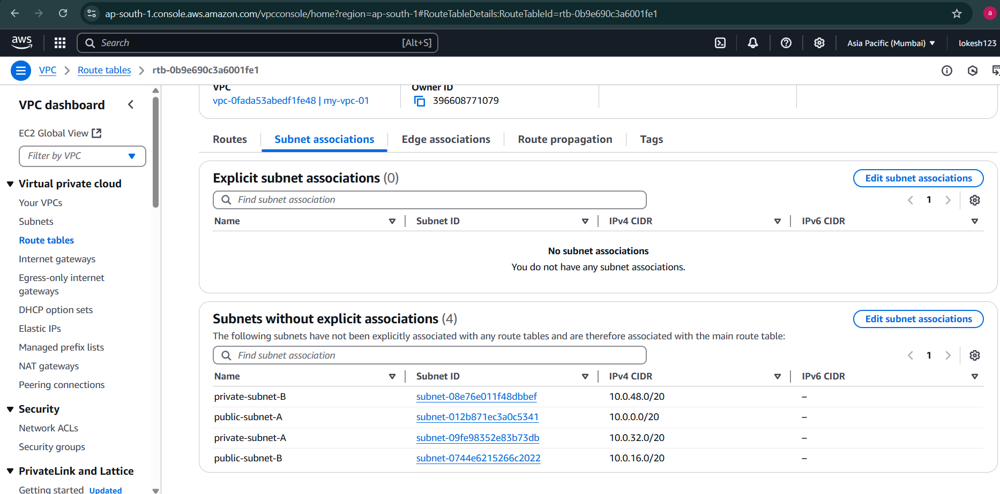 ap-south-1.console.aws.amazon.com/vpcconsole/home?region=ap-south-1#RouteTableDetails:RouteTableId=rtb-0b9e690c3a6001fe1
a
aws
Search [Alt+S]
Asia Pacific (Mumbai)
lokesh123
VPC
Route tables
rtb-0b9e690c3a6001fe1
VPC dashboard
EC2 Global View
Filter by VPC
Virtual private cloud
Your VPCs
Subnets
Route tables
Internet gateways
Egress-only internet
gateways
DHCP option sets
Elastic IPs
Managed prefix lists
NAT gateways
Peering connections
Security
Network ACLs
Security groups
PrivateLink and Lattice
Getting started Updated
VPC
vpc-0fada53abedf1fe48 | my-vpc-01
Owner ID
396608771079
Routes
Subnet associations
Edge associations
Route propagation
Tags
Explicit subnet associations (0)
Edit subnet associations
Find subnet association
1
Name Subnet ID IPv4 CIDR IPv6 CIDR
No subnet associations
You do not have any subnet associations.
Subnets without explicit associations (4)
Edit subnet associations
The following subnets have not been explicitly associated with any route tables and are therefore associated with the main route table:
Find subnet association
1
Name Subnet ID IPv4 CIDR IPv6 CIDR
private-subnet-B subnet-08e76e011f48dbbef 10.0.48.0/20 –
public-subnet-A subnet-012b871ec3a0c5341 10.0.0.0/20 –
private-subnet-A subnet-09fe98352e83b73db 10.0.32.0/20 –
public-subnet-B subnet-0744e6215266c2022 10.0.16.0/20 –